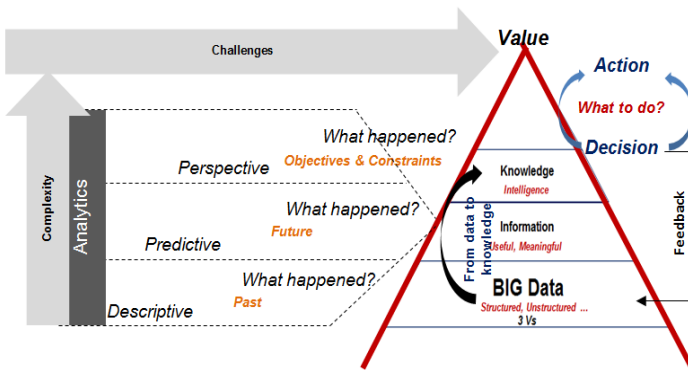 Challenges
Value
Action
What to do?
Decision
Complexity
Analytics
What happened?
Perspective
Objectives & Constraints
What happened?
Predictive
Future
What happened?
Descriptive
Past
From data to
knowledge
Knowledge
Intelligence
Information
Useful, Meaningful
BIG Data
Structured, Unstructured ...
3 Vs
Feedback